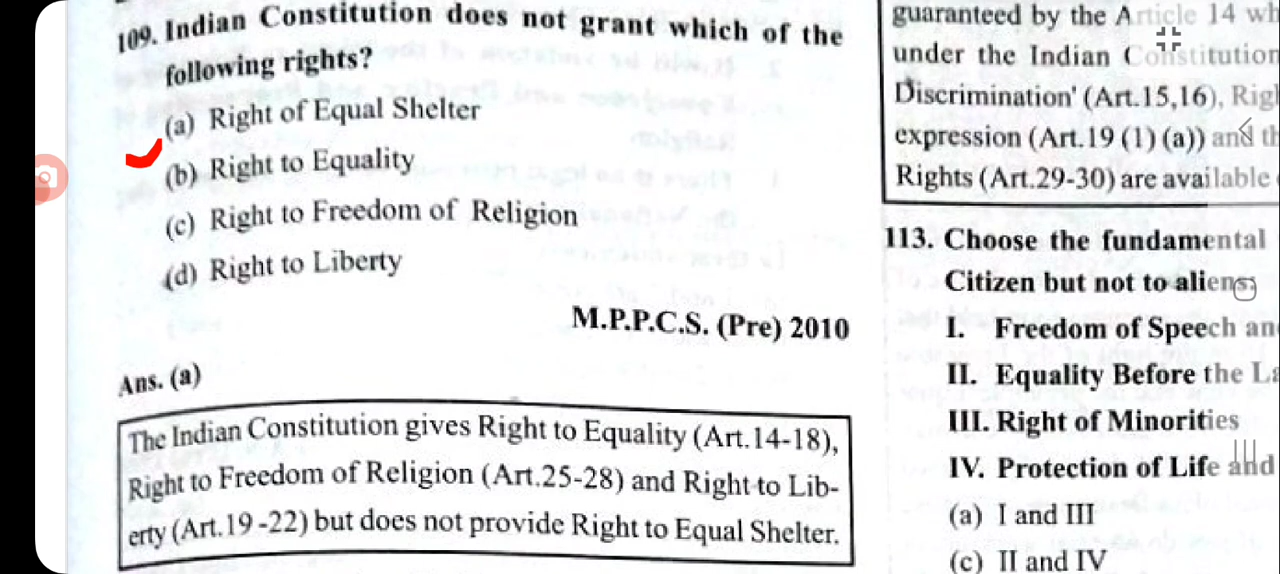 109. Indian Constitution does not grant which of the
following rights?
(a) Right of Equal Shelter
(b) Right to Equality
(c) Right to Freedom of Religion
(d) Right to Liberty
M.P.P.C.S. (Pre) 2010
Ans. (a)
The Indian Constitution gives Right to Equality (Art.14-18),
Right to Freedom of Religion (Art.25-28) and Right to Lib-
erty (Art.19-22) but does not provide Right to Equal Shelter.
guaranteed by the Article 14
under the Indian Constitution
Discrimination' (Art.15,16),
expression (Art.19 (1) (a)) and
Rights (Art.29-30) are available
113. Choose the fundamental
Citizen but not to aliens;
I. Freedom of Speech
II. Equality Before the
III. Right of Minorities
IV. Protection of Life and
(a) I and III
(c) II and IV